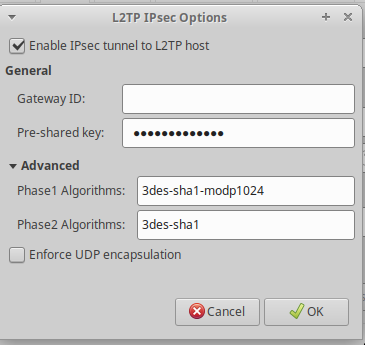 L2TP IPsec Options
Enable IPsec tunnel to L2TP host
General
Gateway ID:
Pre-shared key: •••••••••••••
Advanced
Phase1 Algorithms: 3des-sha1-modp1024
Phase2 Algorithms: 3des-sha1
Enforce UDP encapsulation
Cancel OK